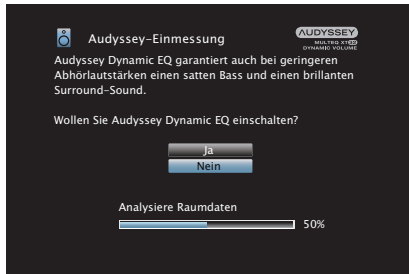 Audyssey-Einmessung
AUDYSSEY
MULTEQ XT32
DYNAMIC VOLUME
Audyssey Dynamic EQ garantiert auch bei geringeren
Abhörlautstärken einen satten Bass und einen brillanten
Surround-Sound.
Wollen Sie Audyssey Dynamic EQ einschalten?
Ja
Nein
Analysiere Raumdaten
50%